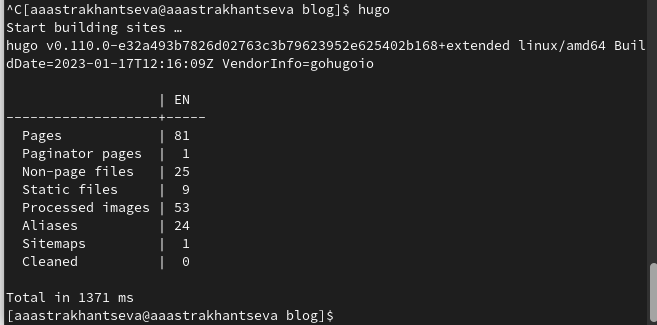 ^C[aaastrakhantseva@aaastrakhantseva blog]$ hugo
Start building sites …
hugo v0.110.0-e32a493b7826d02763c3b79623952e625402b168+extended linux/amd64 Buil
dDate=2023-01-17T12:16:09Z VendorInfo=gohugoio

                   | EN
-------------------+-----
  Pages            | 81
  Paginator pages  |  1
  Non-page files   | 25
  Static files     |  9
  Processed images | 53
  Aliases          | 24
  Sitemaps         |  1
  Cleaned          |  0

Total in 1371 ms
[aaastrakhantseva@aaastrakhantseva blog]$